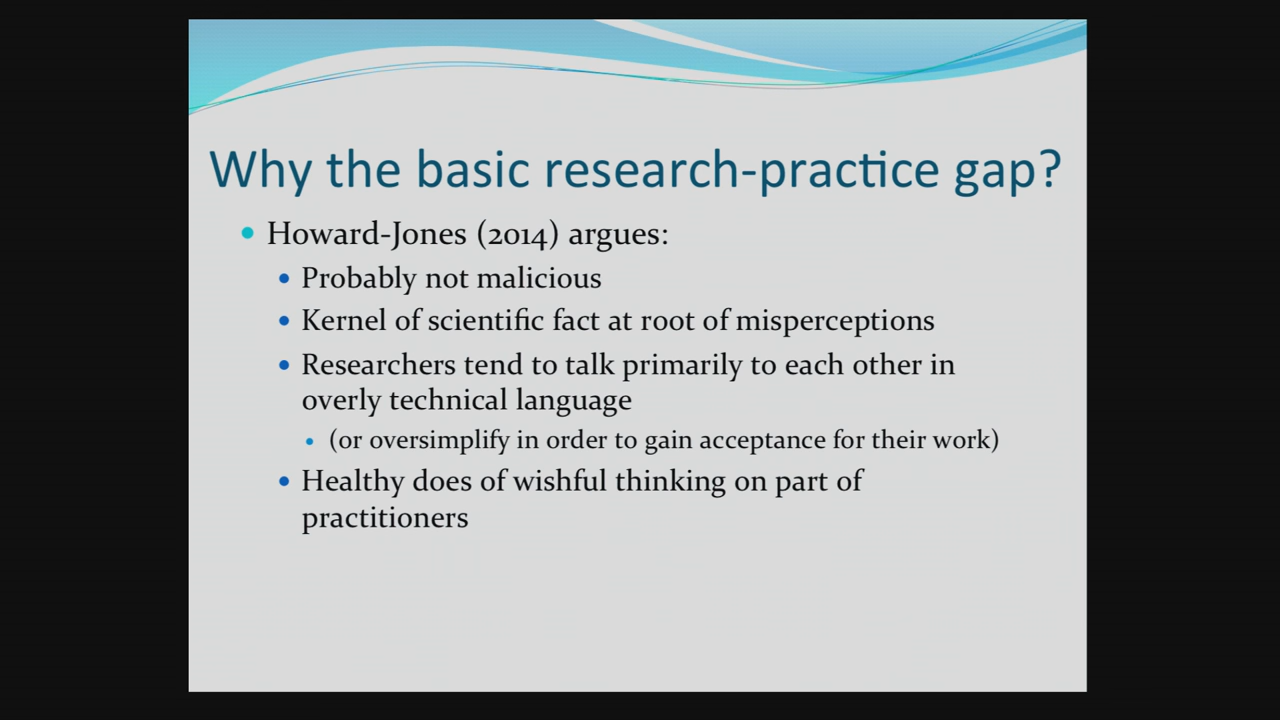 Why the basic research-practice gap?
Howard-Jones (2014) argues:
Probably not malicious
Kernel of scientific fact at root of misperceptions
Researchers tend to talk primarily to each other in
overly technical language
(or oversimplify in order to gain acceptance for their work)
Healthy does of wishful thinking on part of
practitioners